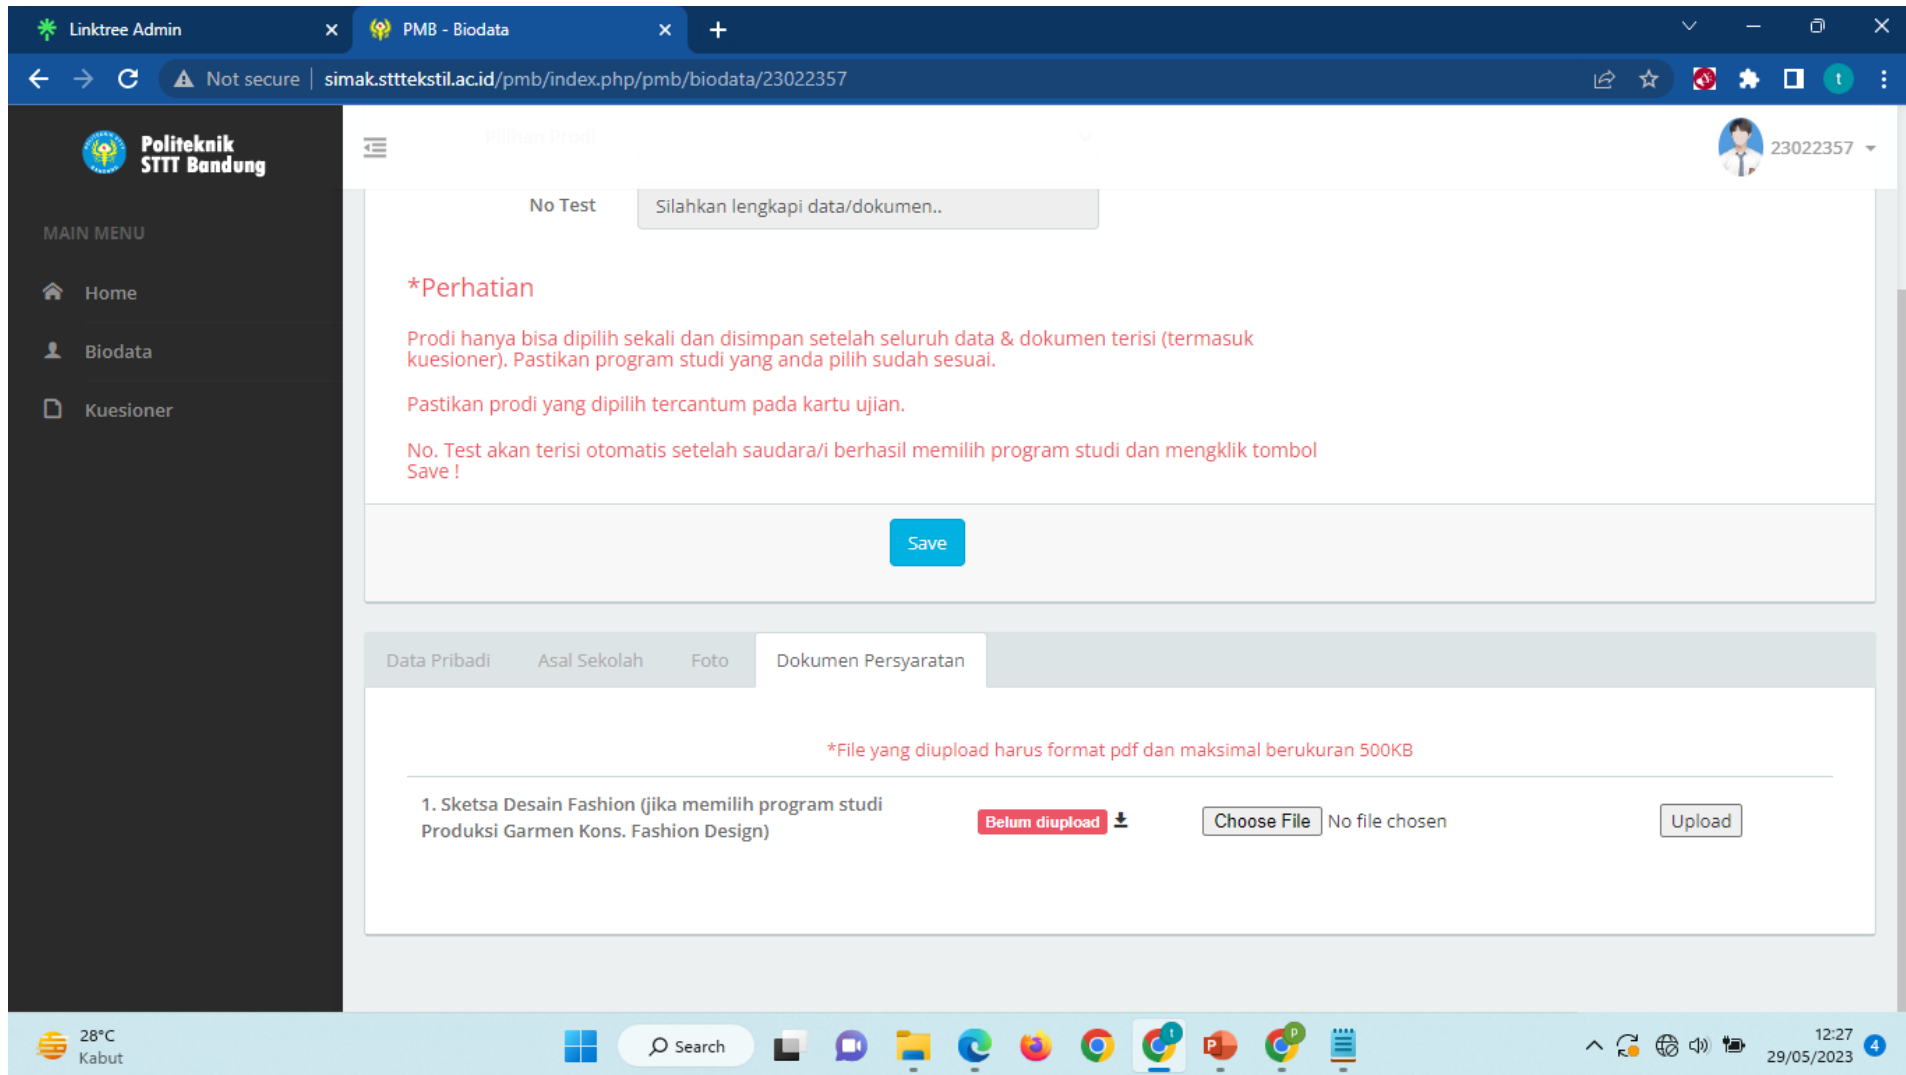 Linktree Admin
PMB - Biodata
Not secure
simak.stttekstil.ac.id/pmb/index.php/pmb/biodata/23022357
t
Politeknik
STTT Bandung
Pilihan Prodi
23022357
MAIN MENU
Home
Biodata
Kuesioner
No Test
Silahkan lengkapi data/dokumen..
*Perhatian
Prodi hanya bisa dipilih sekali dan disimpan setelah seluruh data & dokumen terisi (termasuk
kuesioner). Pastikan program studi yang anda pilih sudah sesuai.
Pastikan prodi yang dipilih tercantum pada kartu ujian.
No. Test akan terisi otomatis setelah saudara/i berhasil memilih program studi dan mengklik tombol
Save !
Save
Data Pribadi
Asal Sekolah
Foto
Dokumen Persyaratan
*File yang diupload harus format pdf dan maksimal berukuran 500KB
1. Sketsa Desain Fashion (jika memilih program studi
Produksi Garmen Kons. Fashion Design)
Belum diupload
Choose File
No file chosen
Upload
28°C
Kabut
Search
t
P
P
12:27
29/05/2023
4